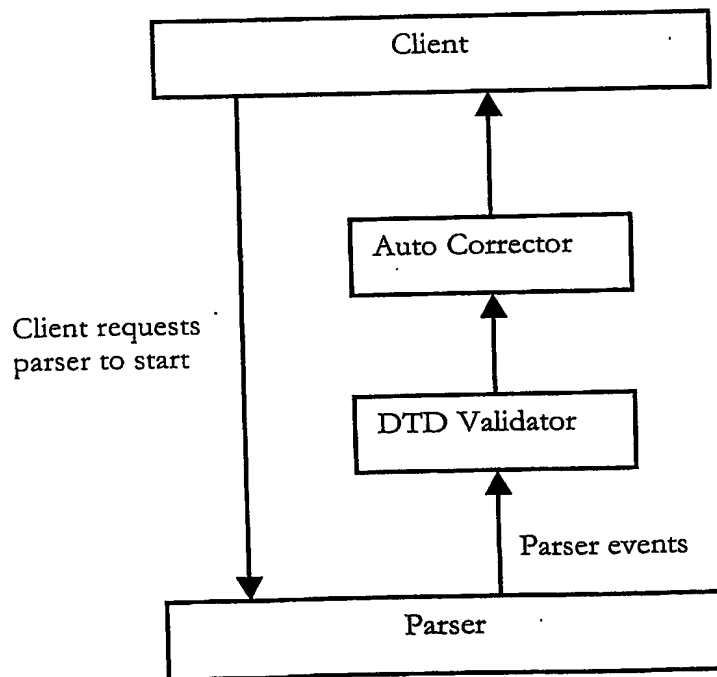 Client
Auto Corrector
Client requests
parser to start
DTD Validator
Parser events
Parser